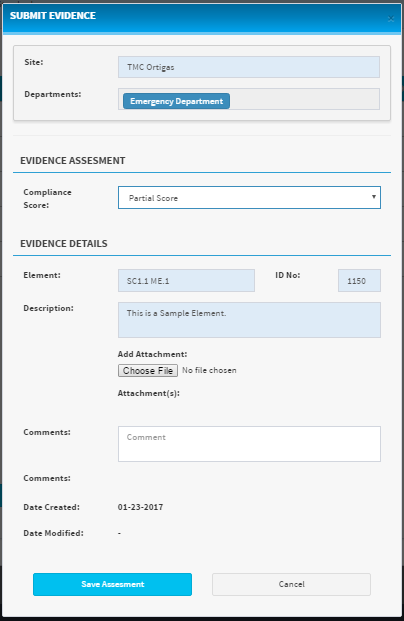 SUBMIT EVIDENCE
×
Site: TMC Ortigas
Departments: Emergency Department
EVIDENCE ASSESMENT
Compliance Score: Partial Score
EVIDENCE DETAILS
Element: SC1.1 ME.1 ID No: 1150
Description: This is a Sample Element.
Add Attachment:
Choose File No file chosen
Attachment(s):
Comments: Comment
Comments:
Date Created: 01-23-2017
Date Modified: -
Save Assesment Cancel